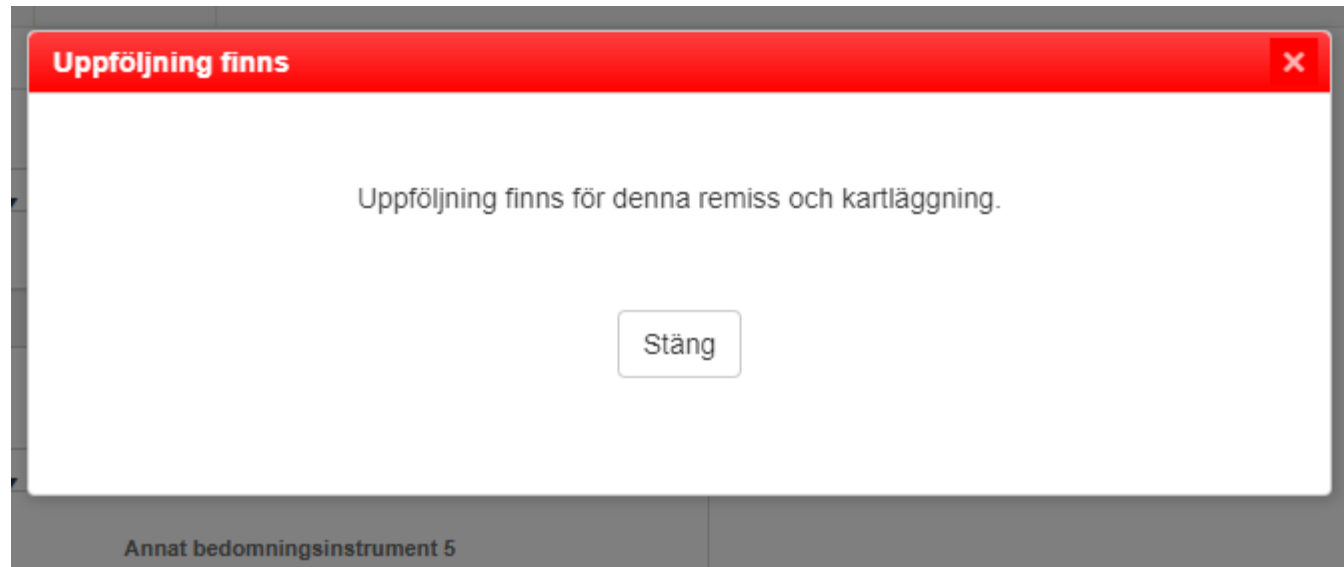 Uppföljning finns
Uppföljning finns för denna remiss och kartläggning.
Stäng
Annat bedomningsinstrument 5